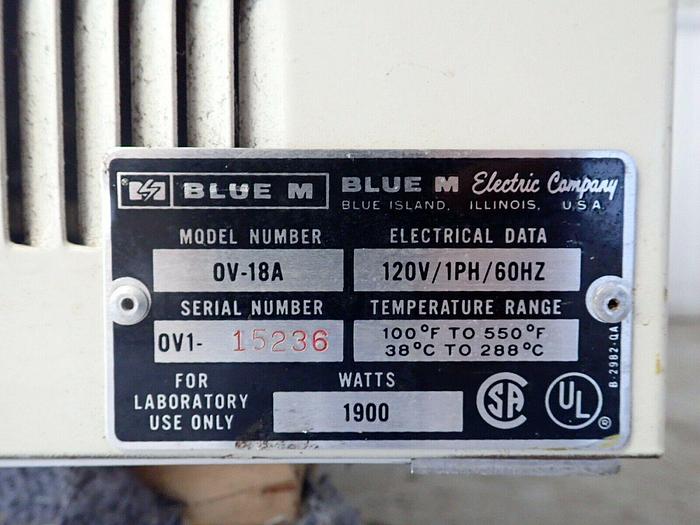 BLUE M
BLUE M Electric Company
BLUE ISLAND, ILLINOIS, U.S.A.
MODEL NUMBER
OV-18A
ELECTRICAL DATA
120V/1PH/60HZ
SERIAL NUMBER
OV1- 15236
TEMPERATURE RANGE
100°F TO 550°F
38°C TO 288°C
FOR
LABORATORY
USE ONLY
WATTS
1900
CSA
UL
®
B-2982-QA